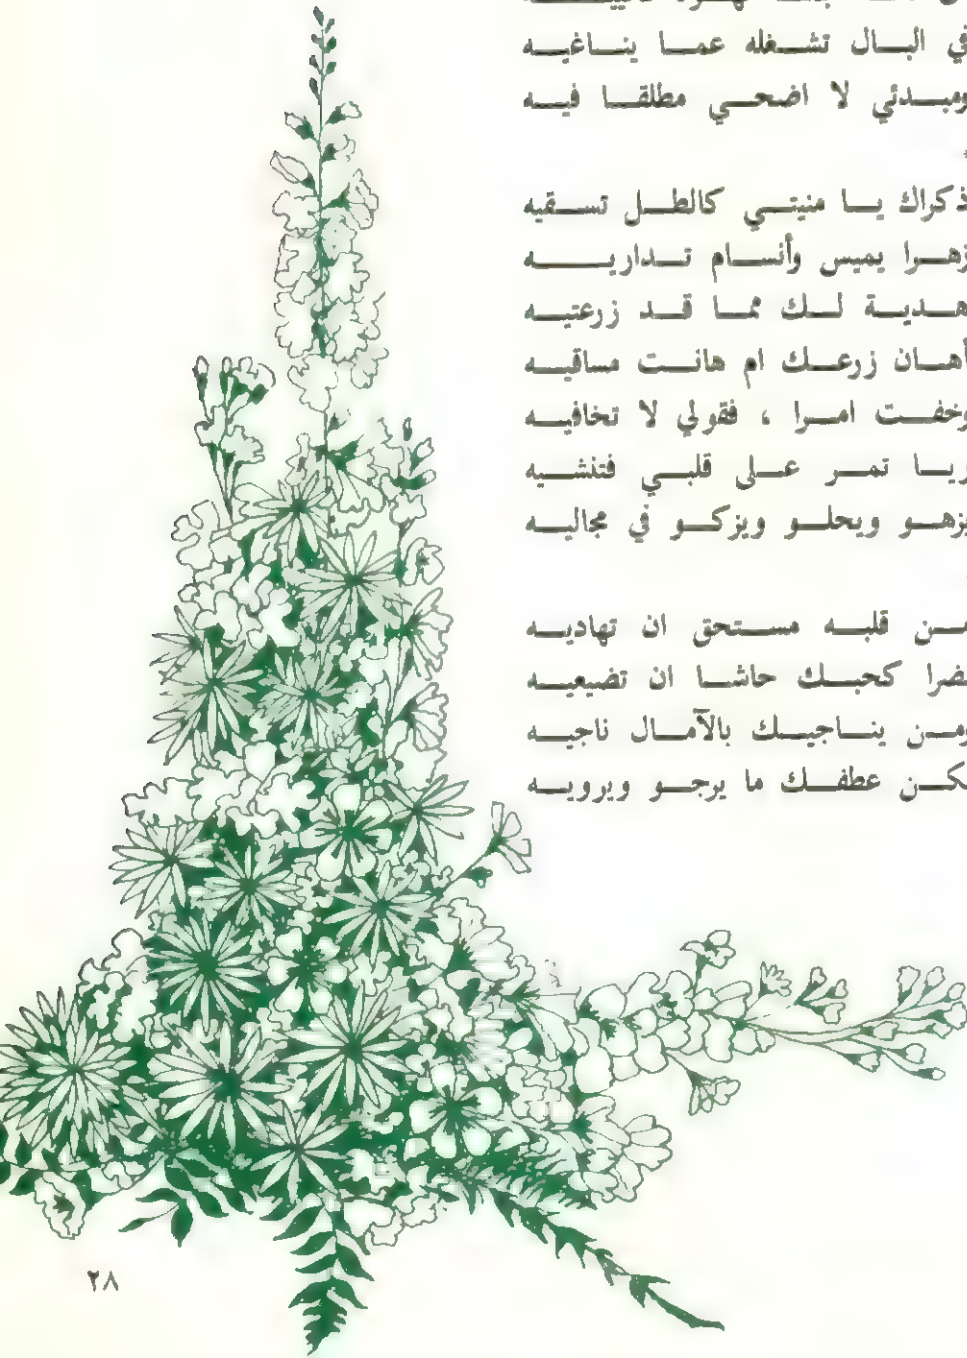 في البال تشغله عما يناغيه
ومبدئي لا اضحي مطلقا فيه
ذكراك يا منيتي كالطل تسقيه
زهرا يميس وأنسام تداريه
هدية لك مما قد زرعتيه
أهان زرعك ام هانت مساقيه
وخفت امرا ، فقولي لا تخافيه
ريا تمر على قلبي فتنشيه
يزهو ويحلو ويزكو في مجاليه
من قلبه مستحق ان تهاديه
كحبك حاشا ان تضيعيه
ومن يناجيك بالآمال ناجيه
عطفك ما يرجو ويرويه
٢٨